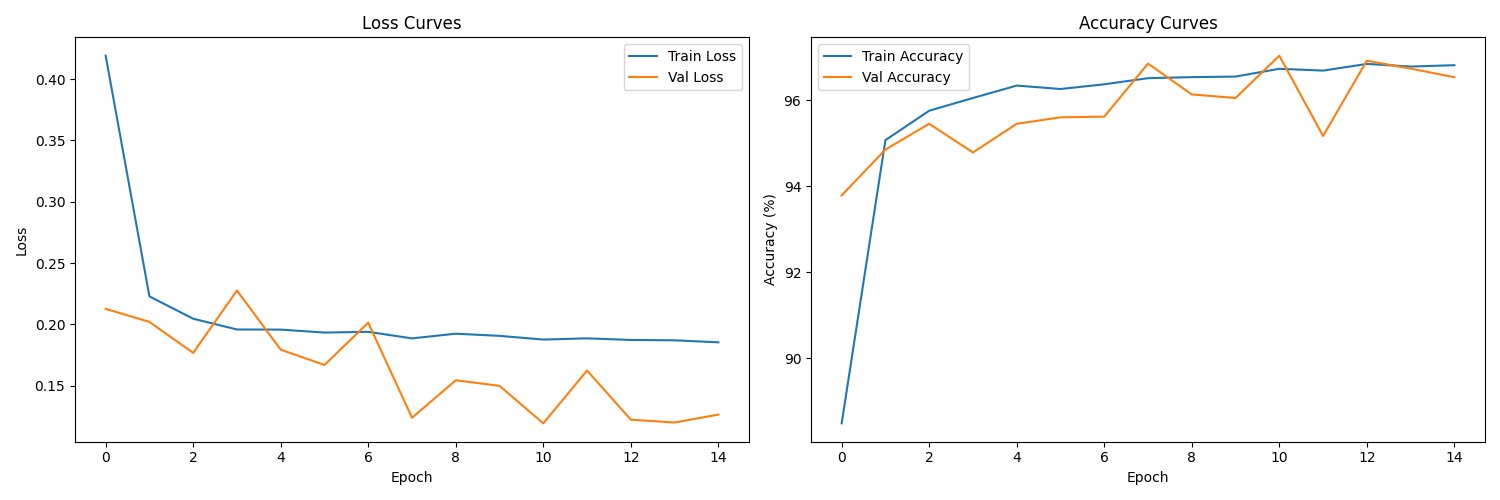 Loss Curves
Train Loss
Val Loss
0.40
0.35
0.30
0.25
0.20
0.15
Loss
0 2 4 6 8 10 12 14
Epoch
Accuracy Curves
Train Accuracy
Val Accuracy
96
94
92
90
Accuracy (%)
0 2 4 6 8 10 12 14
Epoch